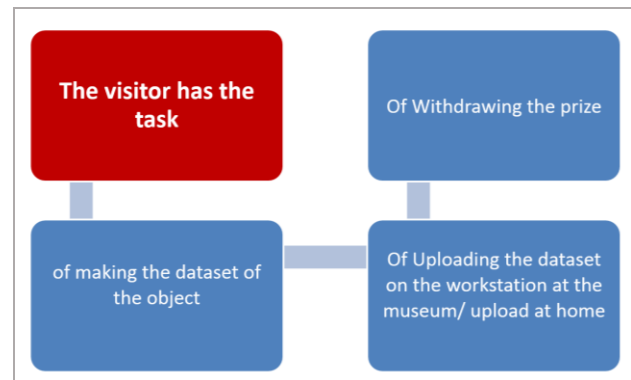 The visitor has the
task
of making the dataset of
the object
Of Uploading the dataset
on the workstation at the
museum/ upload at home
Of Withdrawing the prize